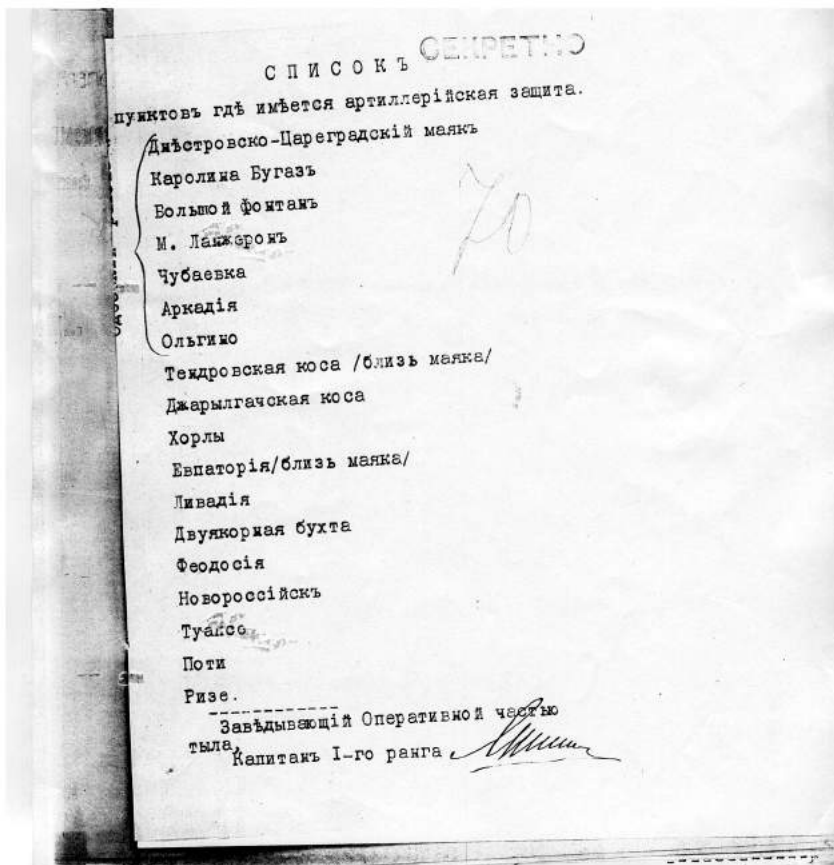 СПИСОКЪ СЕКРЕТНО
пунктовъ гдѣ имѣется артиллерійская защита.
Днѣстровско-Цареградскій маякъ
Каролина Бугазъ
Большой фонтанъ
М. Ланжеронъ
Чубаевка
Аркадія
Ольгино
Тендровская коса /близь маяка/
Джарылгачская коса
Хорлы
Евпаторія/близь маяка/
Ливадія
Двуякорная бухта
Феодосія
Новороссійскъ
Туапсе
Поти
Ризе.
Завѣдывающій Оперативной частью
тыла,
Капитанъ I-го ранга
70